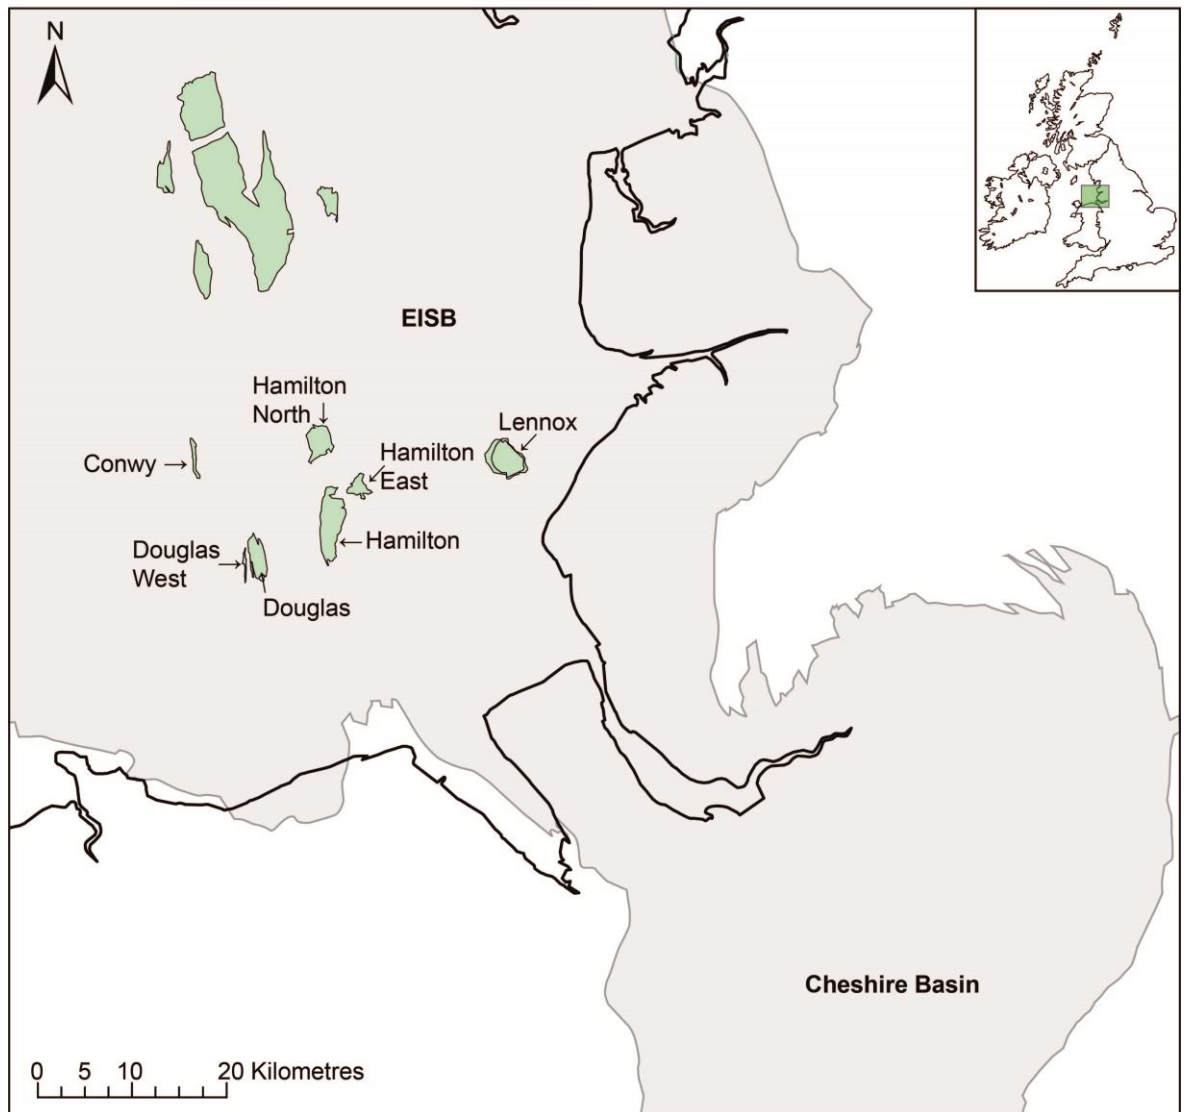 N
EISB
Hamilton
North
Lennox
Conwy
Hamilton
East
Hamilton
Douglas
West
Douglas
Cheshire Basin
0 5 10 20 Kilometres